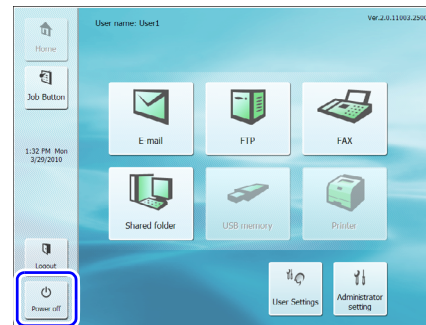 User name: User1
Ver.2.0.11003.2500
Home
Job Button
1:32 PM Mon
3/29/2010
E-mail
FTP
FAX
Shared folder
USB memory
Printer
Logout
Power off
User Settings
Administrator
setting